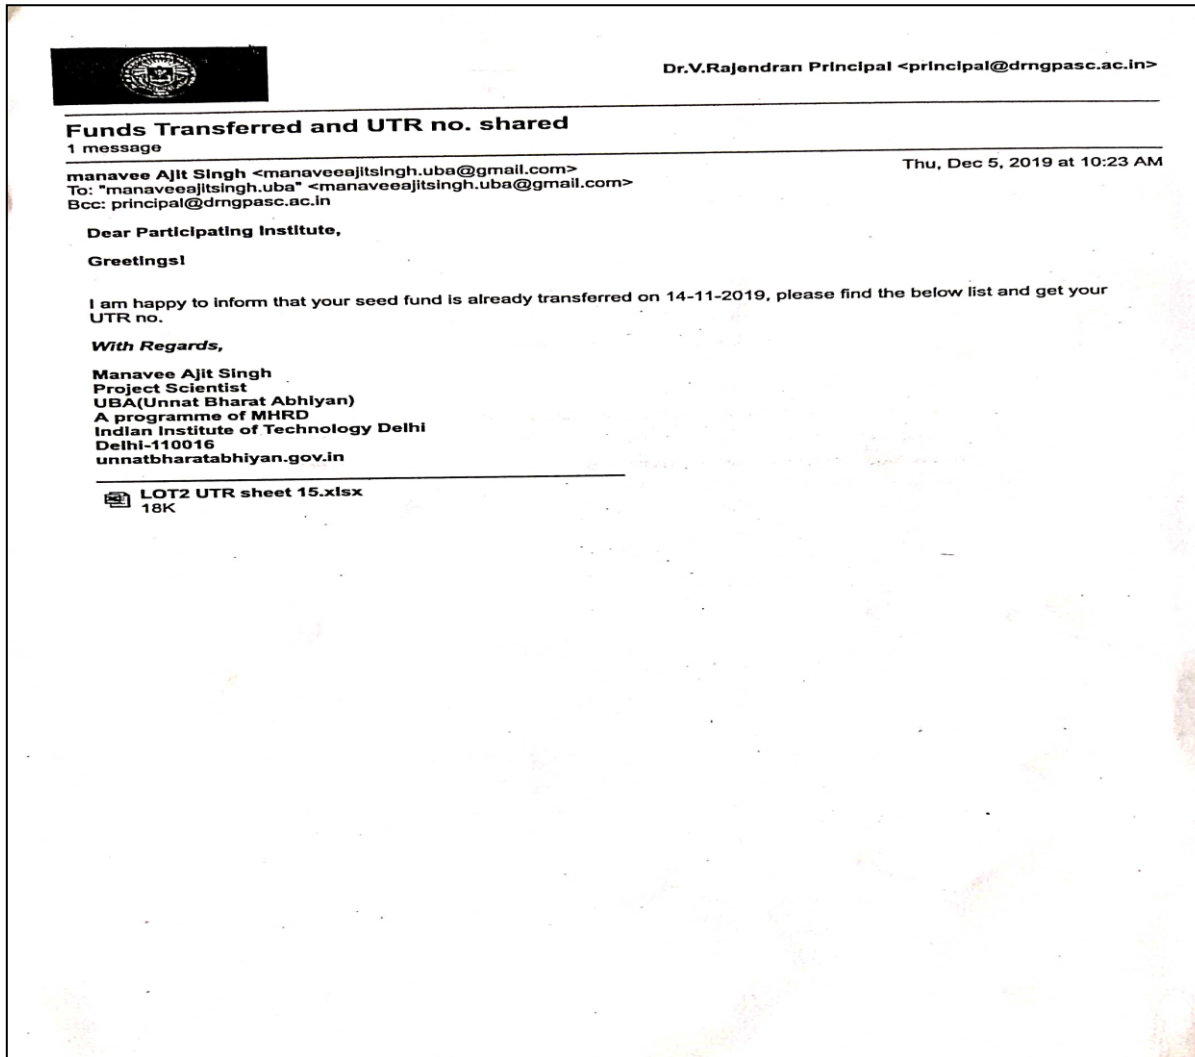 Dr.V.Rajendran Principal <principal@drngpasc.ac.in>
Funds Transferred and UTR no. shared
1 message
manavee Ajit Singh <manaveeajitsingh.uba@gmail.com>
Thu, Dec 5, 2019 at 10:23 AM
To: "manaveeajitsingh.uba" <manaveeajitsingh.uba@gmail.com>
Bcc: principal@drngpasc.ac.in
Dear Participating Institute,
Greetings!
I am happy to inform that your seed fund is already transferred on 14-11-2019, please find the below list and get your
UTR no.
With Regards,
Manavee Ajit Singh
Project Scientist
UBA(Unnat Bharat Abhiyan)
A programme of MHRD
Indian Institute of Technology Delhi
Delhi-110016
unnatbharatabhiyan.gov.in
LOT2 UTR sheet 15.xlsx
18K